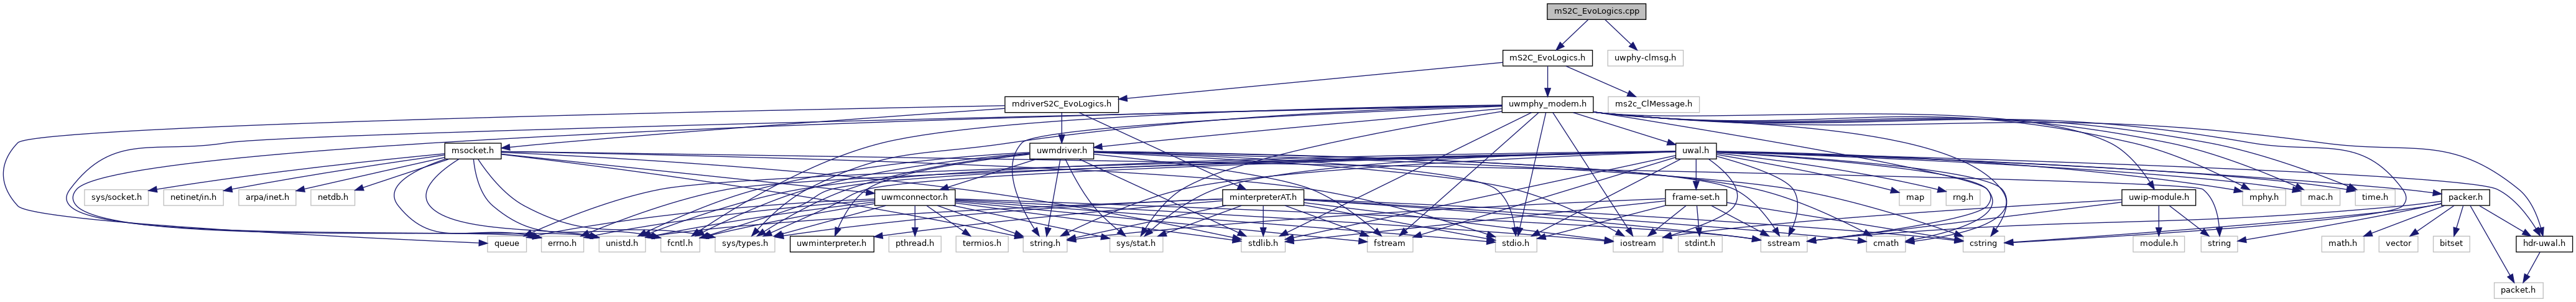 mS2C_EvoLogics.cpp
mS2C_EvoLogics.h
uwphy-clmsg.h
mdriverS2C_EvoLogics.h
uwmphy_modem.h
ms2c_ClMessage.h
msocket.h
uwmdriver.h
uwal.h
sys/socket.h
netinet/in.h
arpa/inet.h
netdb.h
uwmconnector.h
minterpreterAT.h
frame-set.h
map
rng.h
uwip-module.h
mphy.h
mac.h
time.h
packer.h
queue
errno.h
unistd.h
fcntl.h
sys/types.h
uwminterpreter.h
pthread.h
termios.h
string.h
sys/stat.h
stdlib.h
fstream
stdio.h
iostream
stdint.h
sstream
cmath
cstring
module.h
string
math.h
vector
bitset
hdr-uwal.h
packet.h